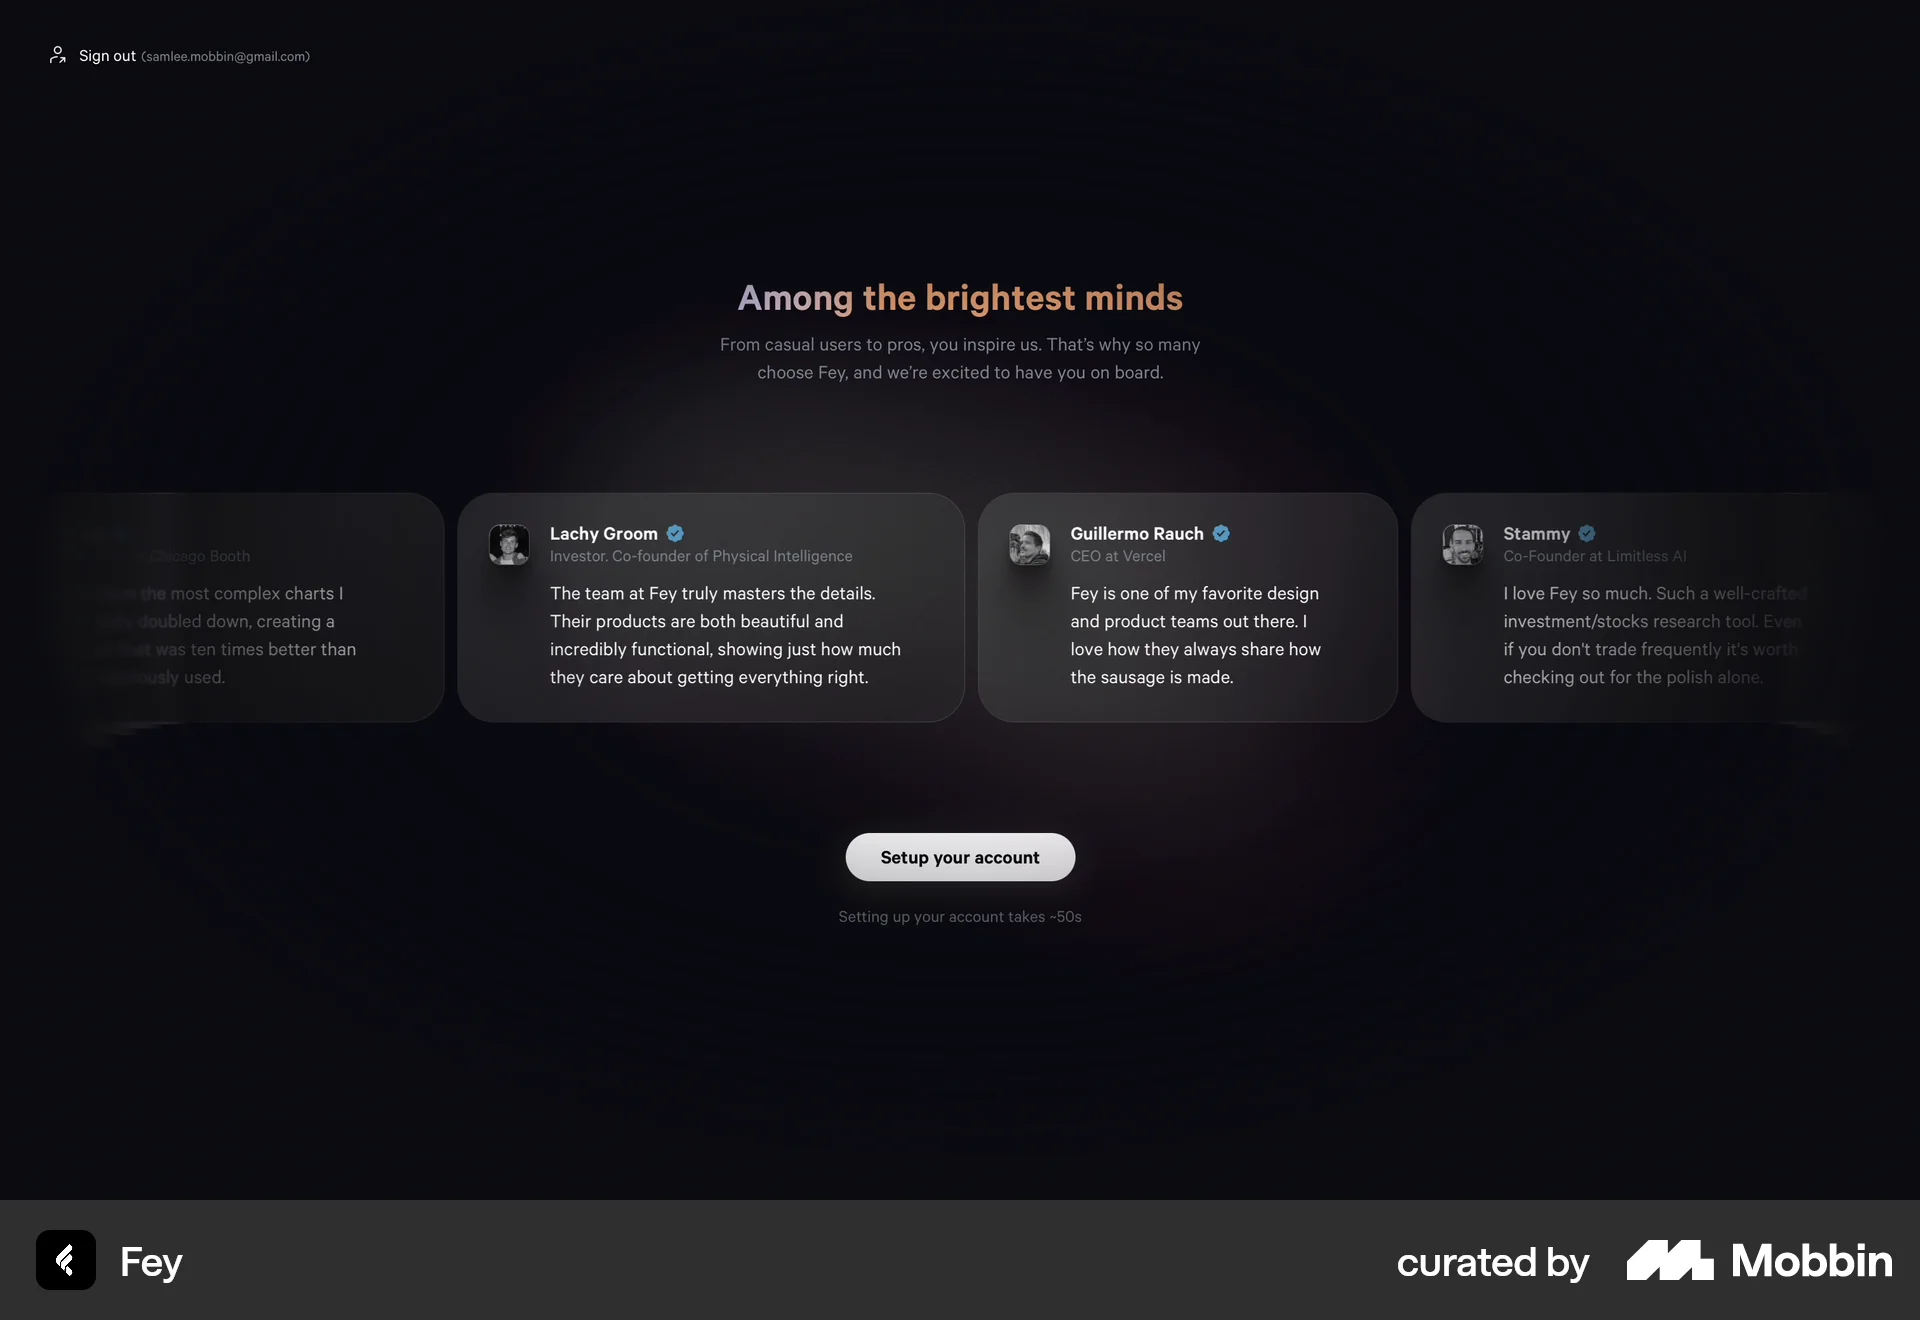 Sign out (samlee.mobbin@gmail.com)
Among the brightest minds
From casual users to pros, you inspire us. That's why so many
choose Fey, and we're excited to have you on board.
Chicago Booth
the most complex charts I
doubled down, creating a
that was ten times better than
used.
Lachy Groom
Investor. Co-founder of Physical Intelligence
The team at Fey truly masters the details.
Their products are both beautiful and
incredibly functional, showing just how much
they care about getting everything right.
Guillermo Rauch
CEO at Vercel
Fey is one of my favorite design
and product teams out there. I
love how they always share how
the sausage is made.
Stammy
Co-Founder at Limitless AI
I love Fey so much. Such a well-crafted
investment/stocks research tool. Even
if you don't trade frequently it's worth
checking out for the polish alone.
Setup your account
Setting up your account takes ~50s
Fey
curated by Mobbin